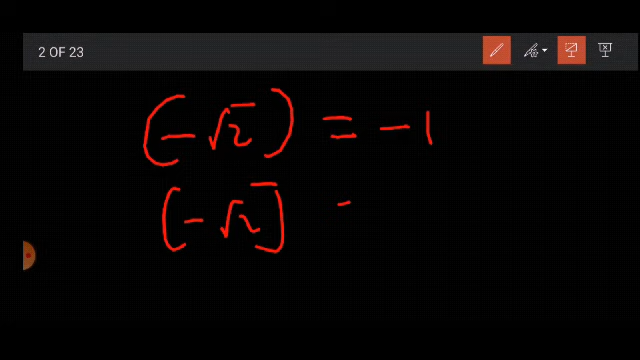 2 OF 23
(-√2) = -1
[-√2] -